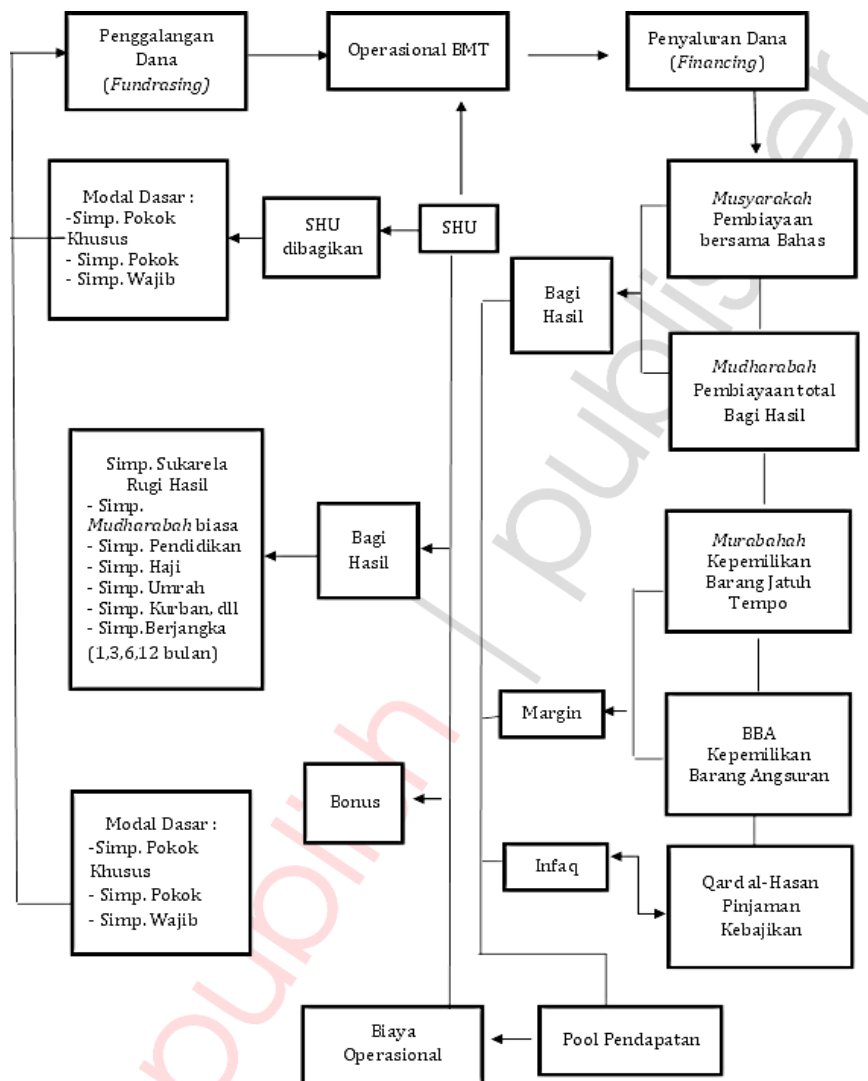 Penggalangan
Dana
(Fundrasing)
Operasional BMT
Penyaluran Dana
(Financing)
Modal Dasar :
-Simp. Pokok
Khusus
- Simp. Pokok
- Simp. Wajib
SHU
dibagikan
SHU
Musyarakah
Pembiayaan
bersama Bahas
Bagi
Hasil
Mudharabah
Pembiayaan total
Bagi Hasil
Simp. Sukarela
Rugi Hasil
- Simp.
Mudharabah biasa
- Simp. Pendidikan
- Simp. Haji
- Simp. Umrah
- Simp. Kurban, dll
- Simp.Berjangka
(1,3,6,12 bulan)
Bagi
Hasil
Murabahah
Kepemilikan
Barang Jatuh
Tempo
Margin
BBA
Kepemilikan
Barang Angsuran
Bonus
Modal Dasar :
-Simp. Pokok
Khusus
- Simp. Pokok
- Simp. Wajib
Infaq
Qard al-Hasan
Pinjaman
Kebajikan
Biaya
Operasional
Pool Pendapatan
publish | publisher